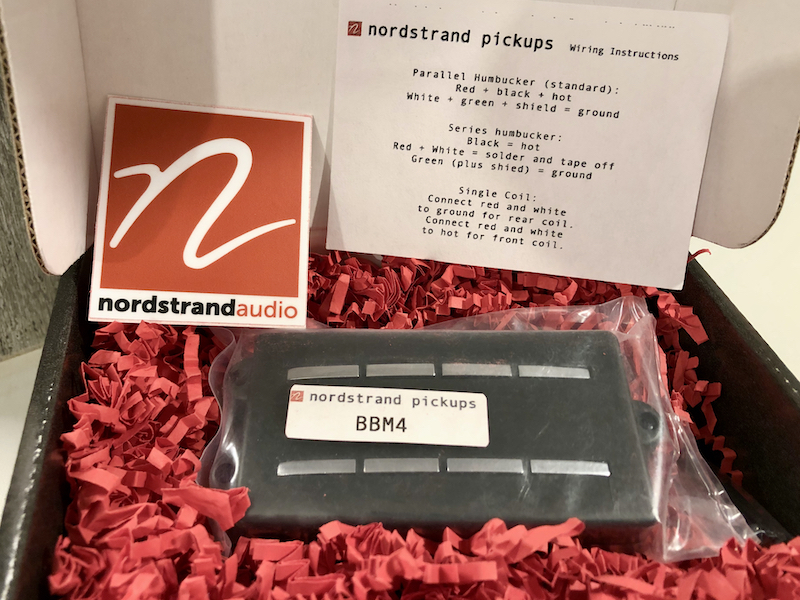 nordstrand pickups Wiring Instructions
Parallel Humbucker (standard):
Red + black + hot
White + green + shield = ground
Series humbucker:
Black = hot
Red + White = solder and tape off
Green (plus shied) = ground
Single Coil:
Connect red and white
to ground for rear coil.
Connect red and white
to hot for front coil.
n
nordstrandaudio
nordstrand pickups
BBM4